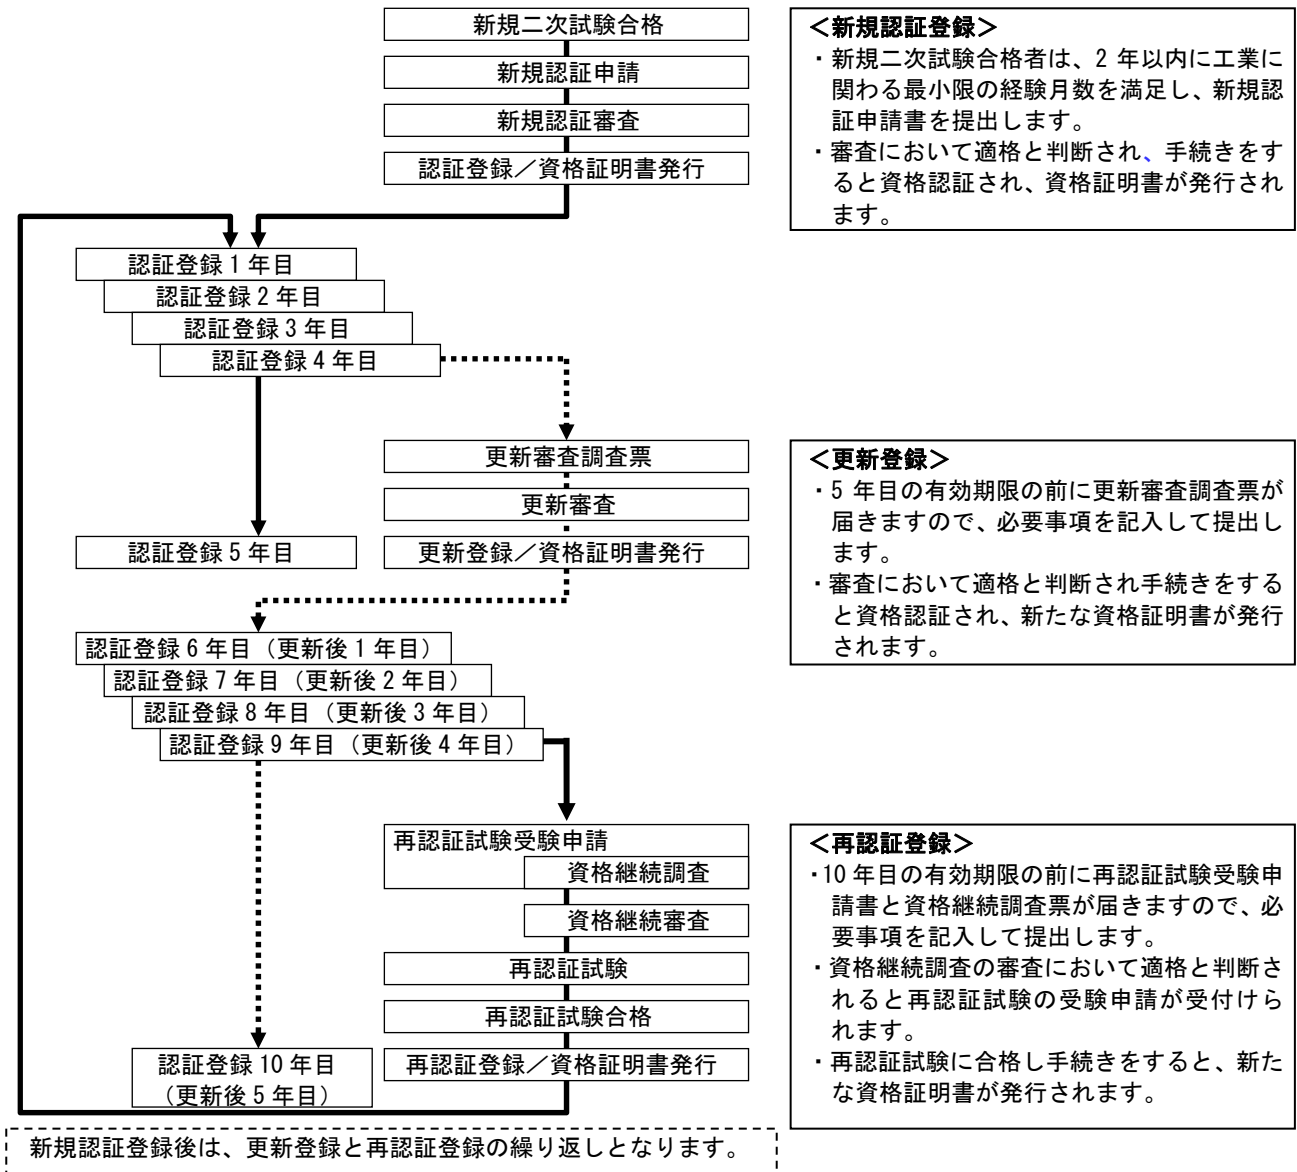 新規二次試験合格
新規認証申請
新規認証審査
認証登録／資格証明書発行
＜新規認証登録＞
・新規二次試験合格者は、2 年以内に工業に
関わる最小限の経験月数を満足し、新規認
証申請書を提出します。
・審査において適格と判断され、手続きをす
ると資格認証され、資格証明書が発行され
ます。
認証登録 1 年目
認証登録 2 年目
認証登録 3 年目
認証登録 4 年目
更新審査調査票
更新審査
認証登録 5 年目
更新登録／資格証明書発行
＜更新登録＞
・5 年目の有効期限の前に更新審査調査票が
届きますので、必要事項を記入して提出し
ます。
・審査において適格と判断され手続きをする
と資格認証され、新たな資格証明書が発行
されます。
認証登録 6 年目（更新後 1 年目）
認証登録 7 年目（更新後 2 年目）
認証登録 8 年目（更新後 3 年目）
認証登録 9 年目（更新後 4 年目）
再認証試験受験申請
資格継続調査
資格継続審査
再認証試験
再認証試験合格
認証登録 10 年目
（更新後 5 年目）
再認証登録／資格証明書発行
＜再認証登録＞
・10 年目の有効期限の前に再認証試験受験申
請書と資格継続調査票が届きますので、必
要事項を記入して提出します。
・資格継続調査の審査において適格と判断さ
れると再認証試験の受験申請が受付けら
れます。
・再認証試験に合格し手続きをすると、新た
な資格証明書が発行されます。
新規認証登録後は、更新登録と再認証登録の繰り返しとなります。